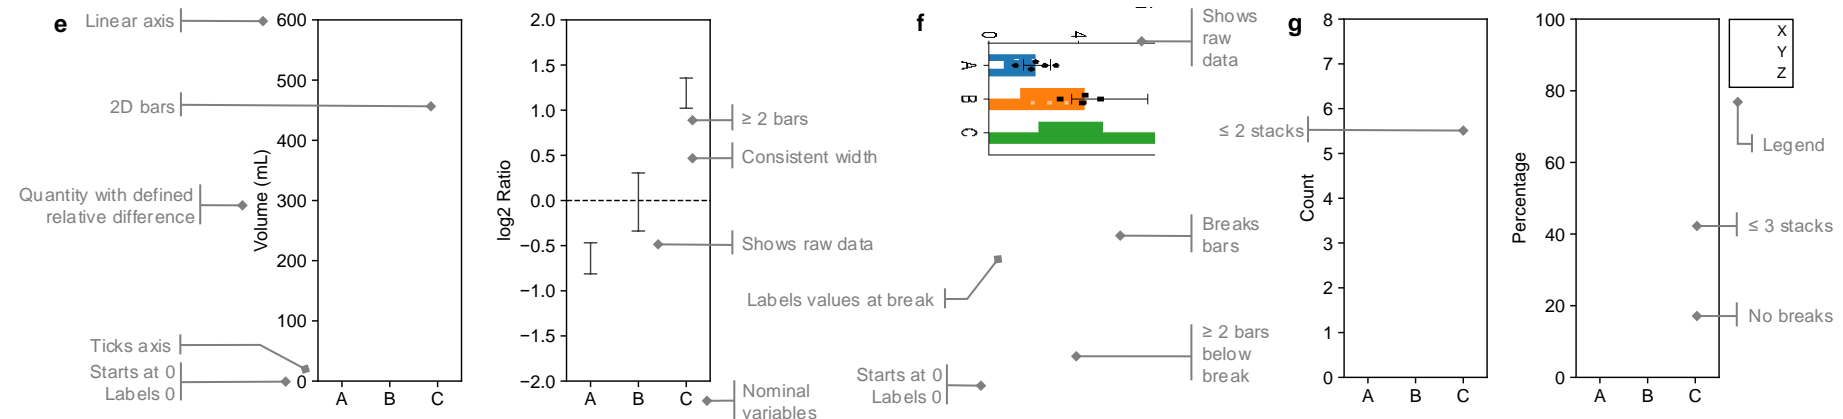 e
Linear axis
2D bars
Quantity with defined
relative difference
Ticks axis
Starts at 0
Labels 0
Volume (mL)
600
500
400
300
200
100
0
A B C
log2 Ratio
2.0
1.5
1.0
0.5
0.0
−0.5
−1.0
−1.5
−2.0
A B C
≥ 2 bars
Consistent width
Shows raw data
Nominal
variables
f
0 4
A
B
C
Shows
raw
data
Breaks
bars
Labels values at break
≥ 2 bars
below
break
Starts at 0
Labels 0
g
≤ 2 stacks
Count
8
7
6
5
4
3
2
1
0
A B C
Percentage
100
80
60
40
20
0
A B C
X
Y
Z
Legend
≤ 3 stacks
No breaks